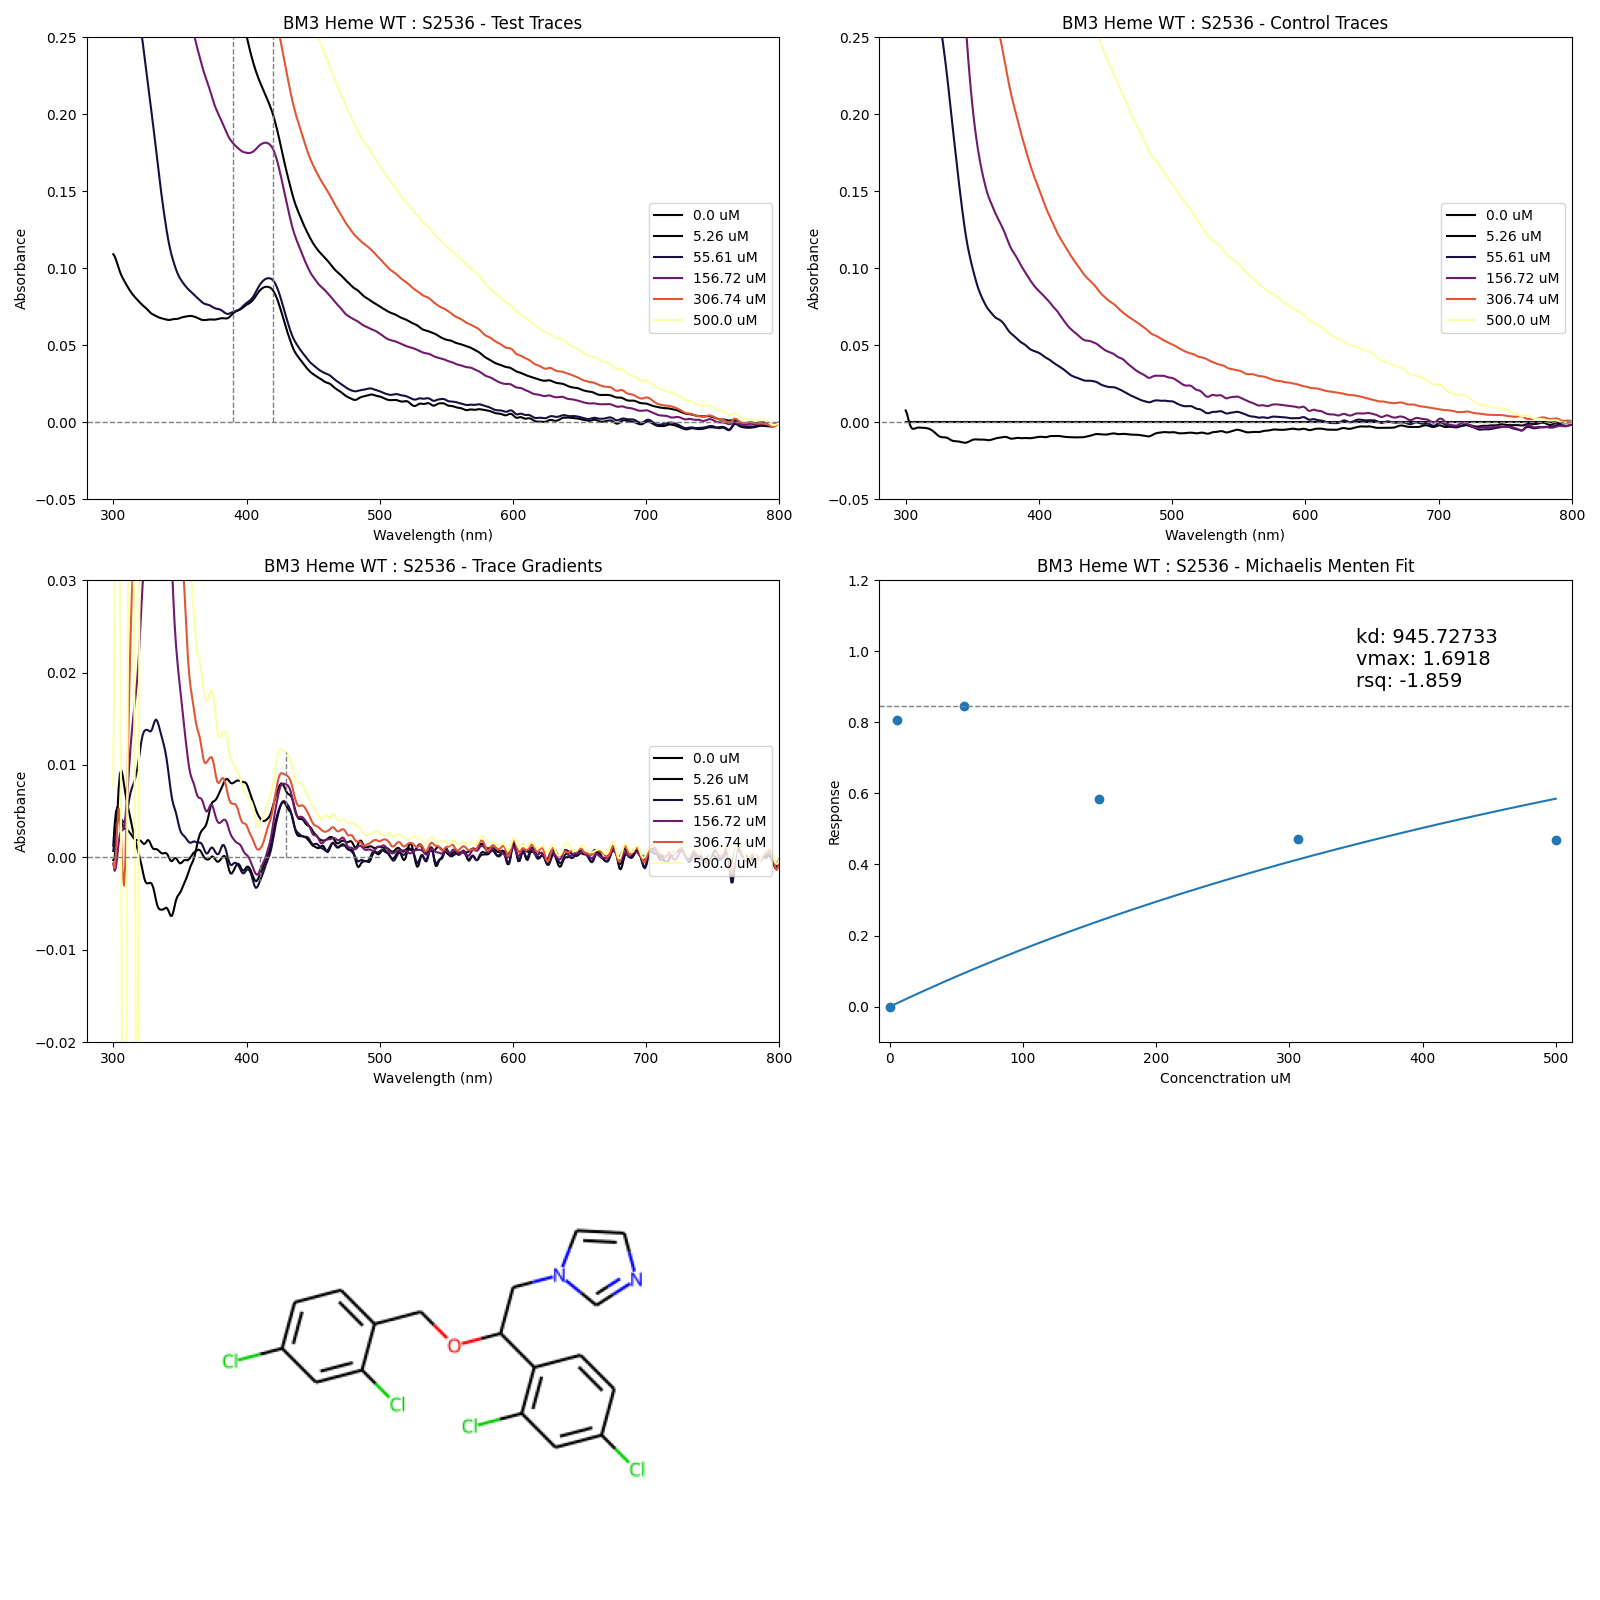 BM3 Heme WT : S2536 - Test Traces
0.25
0.20
0.15
0.10
0.05
0.00
−0.05
Absorbance
300
400
500
600
700
800
Wavelength (nm)
0.0 uM
5.26 uM
55.61 uM
156.72 uM
306.74 uM
500.0 uM
BM3 Heme WT : S2536 - Control Traces
0.25
0.20
0.15
0.10
0.05
0.00
−0.05
Absorbance
300
400
500
600
700
800
Wavelength (nm)
0.0 uM
5.26 uM
55.61 uM
156.72 uM
306.74 uM
500.0 uM
BM3 Heme WT : S2536 - Trace Gradients
0.03
0.02
0.01
0.00
−0.01
−0.02
Absorbance
300
400
500
600
700
800
Wavelength (nm)
0.0 uM
5.26 uM
55.61 uM
156.72 uM
306.74 uM
500.0 uM
BM3 Heme WT : S2536 - Michaelis Menten Fit
1.2
1.0
0.8
0.6
0.4
0.2
0.0
Response
0
100
200
300
400
500
Concenctration uM
kd: 945.72733
vmax: 1.6918
rsq: -1.859
N
N
O
Cl
Cl
Cl
Cl